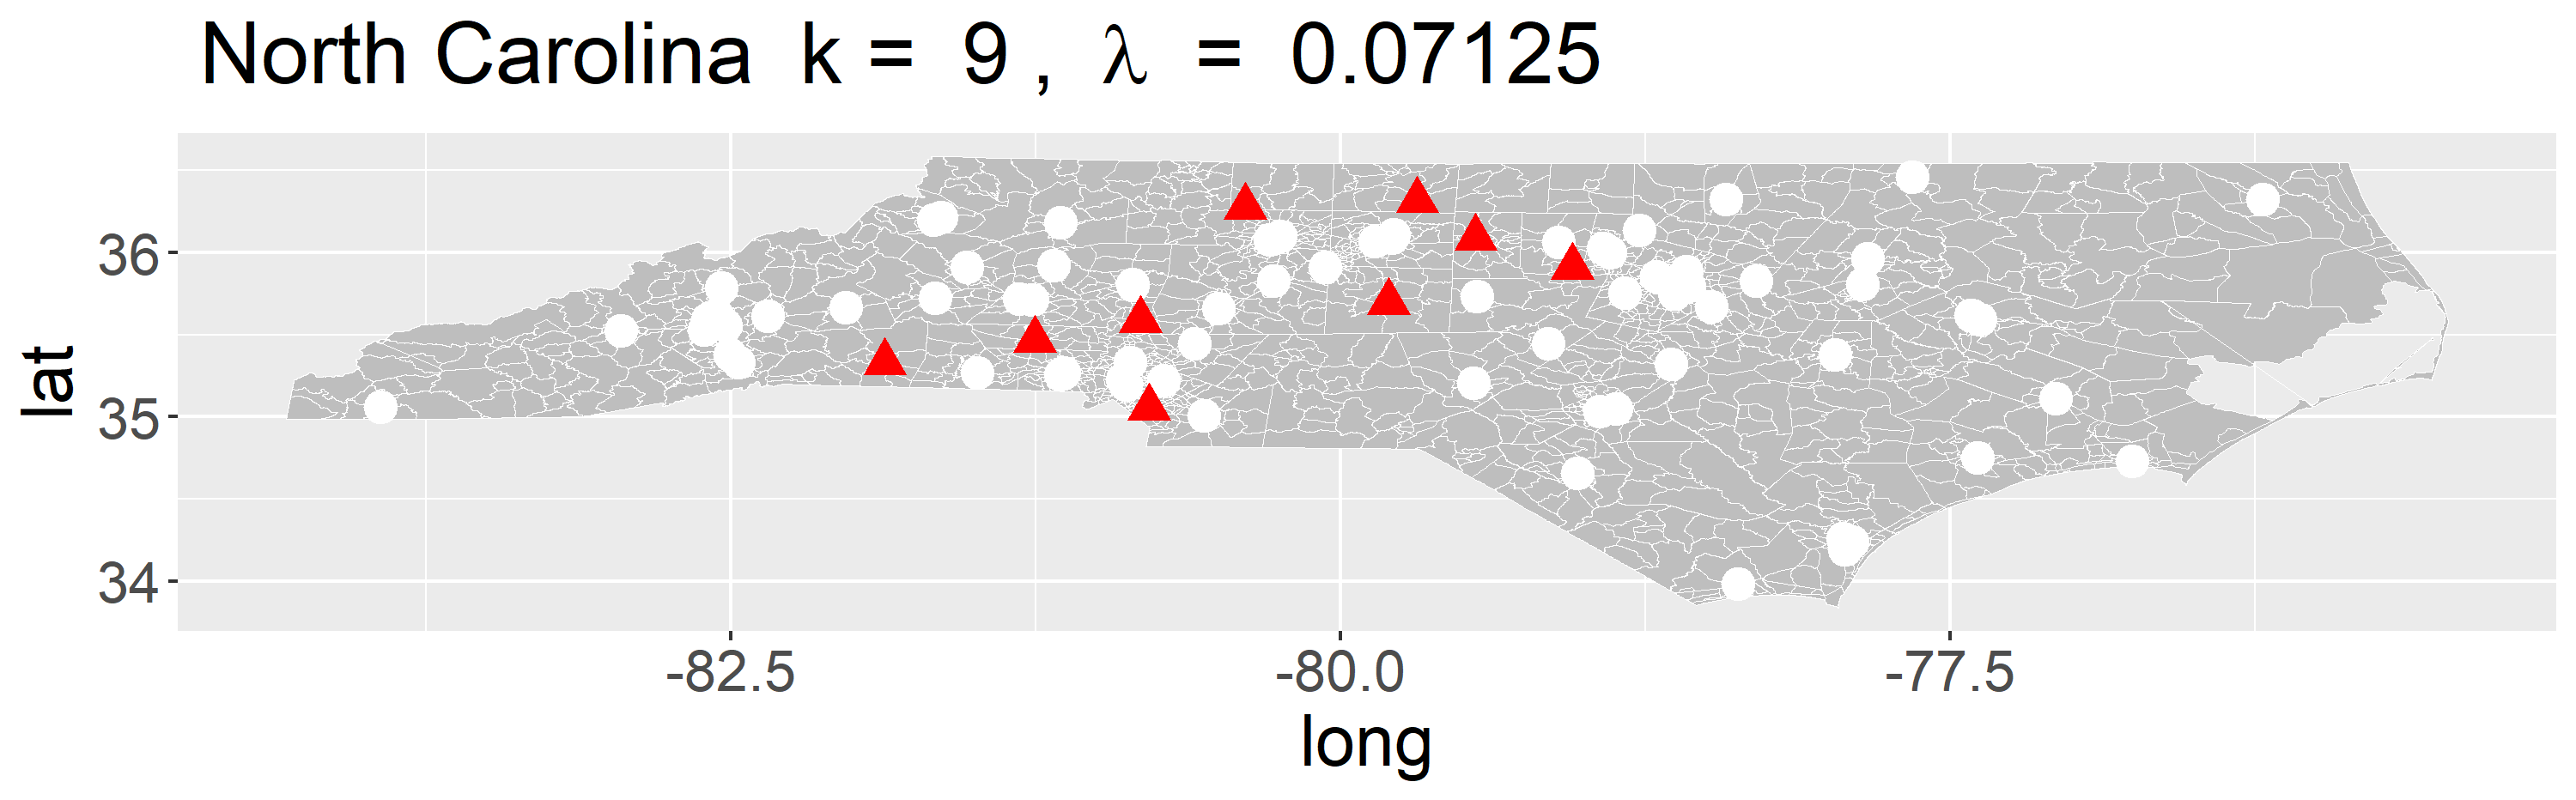 North Carolina k = 9 , λ = 0.07125
lat
36
35
34
-82.5 -80.0 -77.5
long